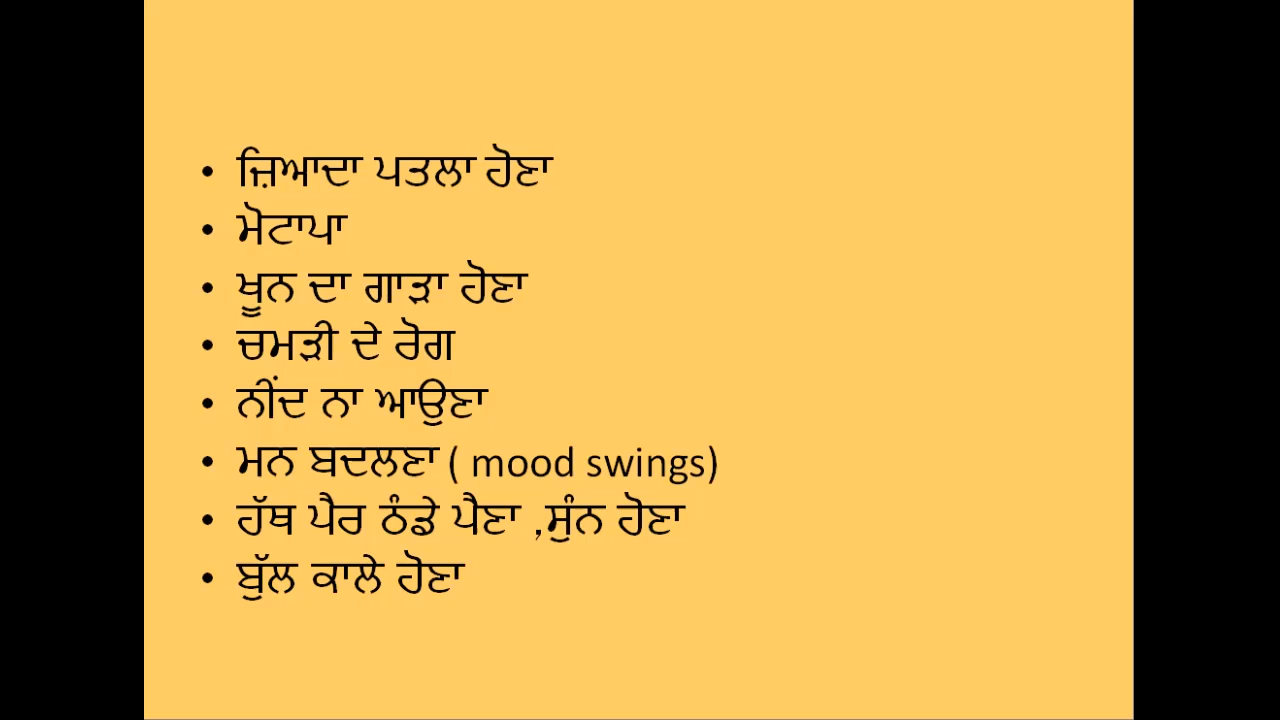 • ਜ਼ਿਆਦਾ ਪਤਲਾ ਹੋਣਾ
• ਮੋਟਾਪਾ
• ਖ਼ੂਨ ਦਾ ਗਾੜਾ ਹੋਣਾ
• ਚਮੜੀ ਦੇ ਰੋਗ
• ਨੀਂਦ ਨਾ ਆਉਣਾ
• ਮਨ ਬਦਲਣਾ ( mood swings)
• ਹੱਥ ਪੈਰ ਠੰਡੇ ਪੈਣਾ ,ਸੁੰਨ ਹੋਣਾ
• ਬੁੱਲ ਕਾਲੇ ਹੋਣਾ